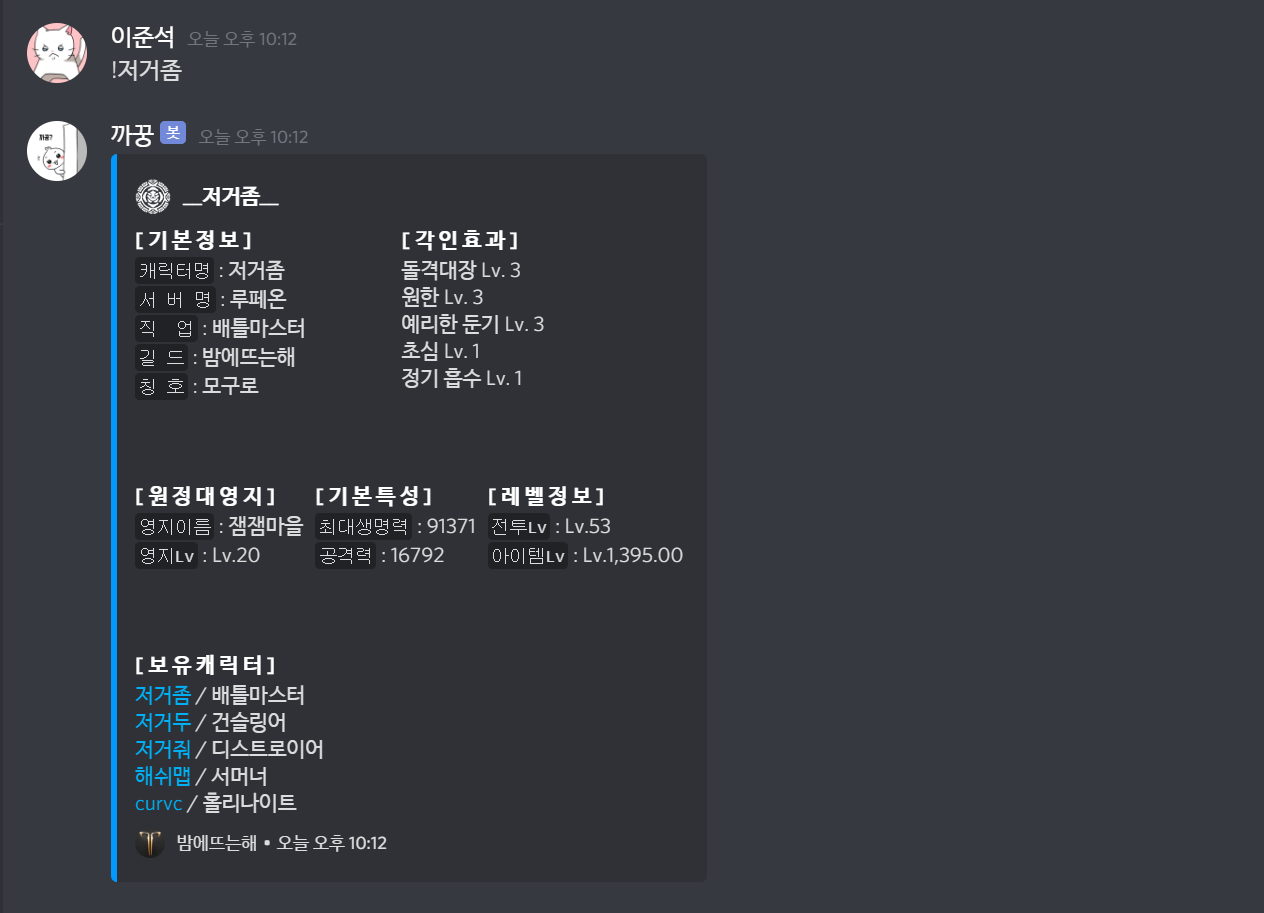 이준석 오늘 오후 10:12
!저거좀
까꿍 봇 오늘 오후 10:12
__저거좀__
[기본정보]
캐릭터명 : 저거좀
서 버 명 : 루페온
직 업 : 배틀마스터
길 드 : 밤에뜨는해
칭 호 : 모구로
[각인효과]
돌격대장 Lv. 3
원한 Lv. 3
예리한 둔기 Lv. 3
초심 Lv. 1
정기 흡수 Lv. 1
[원정대영지]
영지이름 : 잼잼마을
영지Lv : Lv.20
[기본특성]
최대생명력 : 91371
공격력 : 16792
[레벨정보]
전투Lv : Lv.53
아이템Lv : Lv.1,395.00
[보유캐릭터]
저거좀 / 배틀마스터
저거두 / 건슬링어
저거줘 / 디스트로이어
해쉬맵 / 서머너
curvc / 홀리나이트
밤에뜨는해 • 오늘 오후 10:12